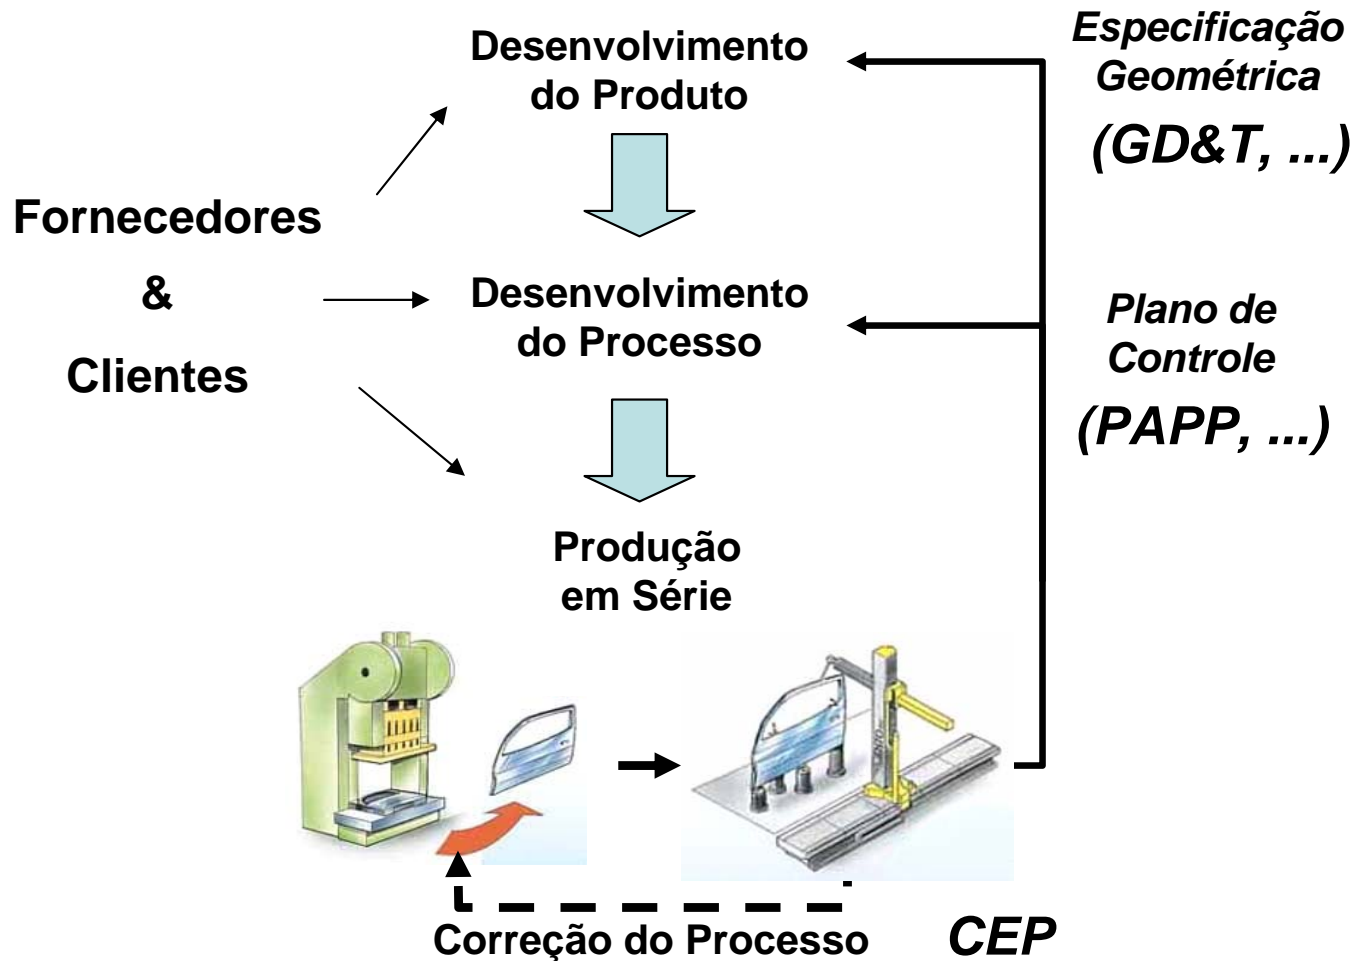 Desenvolvimento
do Produto
Especificação
Geométrica
(GD&T, ...)
Fornecedores
&
Clientes
Desenvolvimento
do Processo
Plano de
Controle
(PAPP, ...)
Produção
em Série
Correção do Processo
CEP